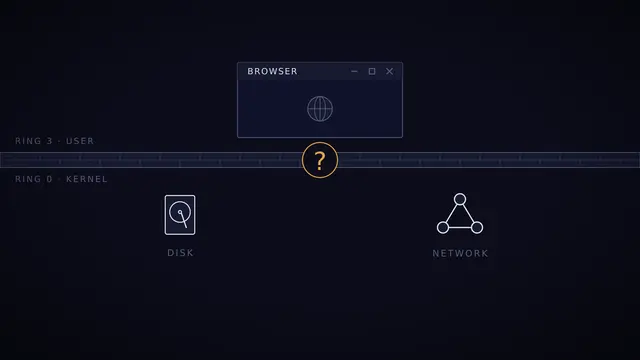 BROWSER
RING 3 · USER
?
RING 0 · KERNEL
DISK
NETWORK